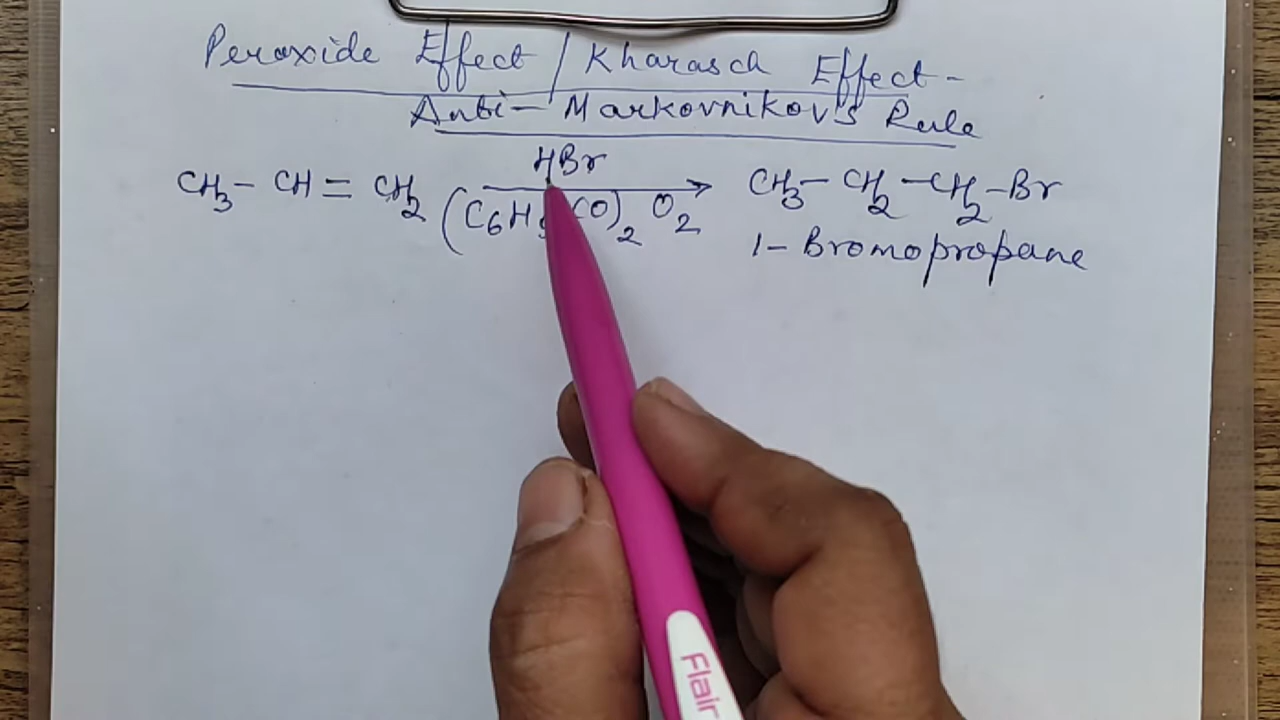 Peroxide Effect / Kharasch Effect -
Anti - Markovnikov's Rule
HBr
CH3 - CH = CH2 (C6H5CO)2 O2 → CH3 - CH2 - CH2 - Br
1 - Bromopropane
Flair